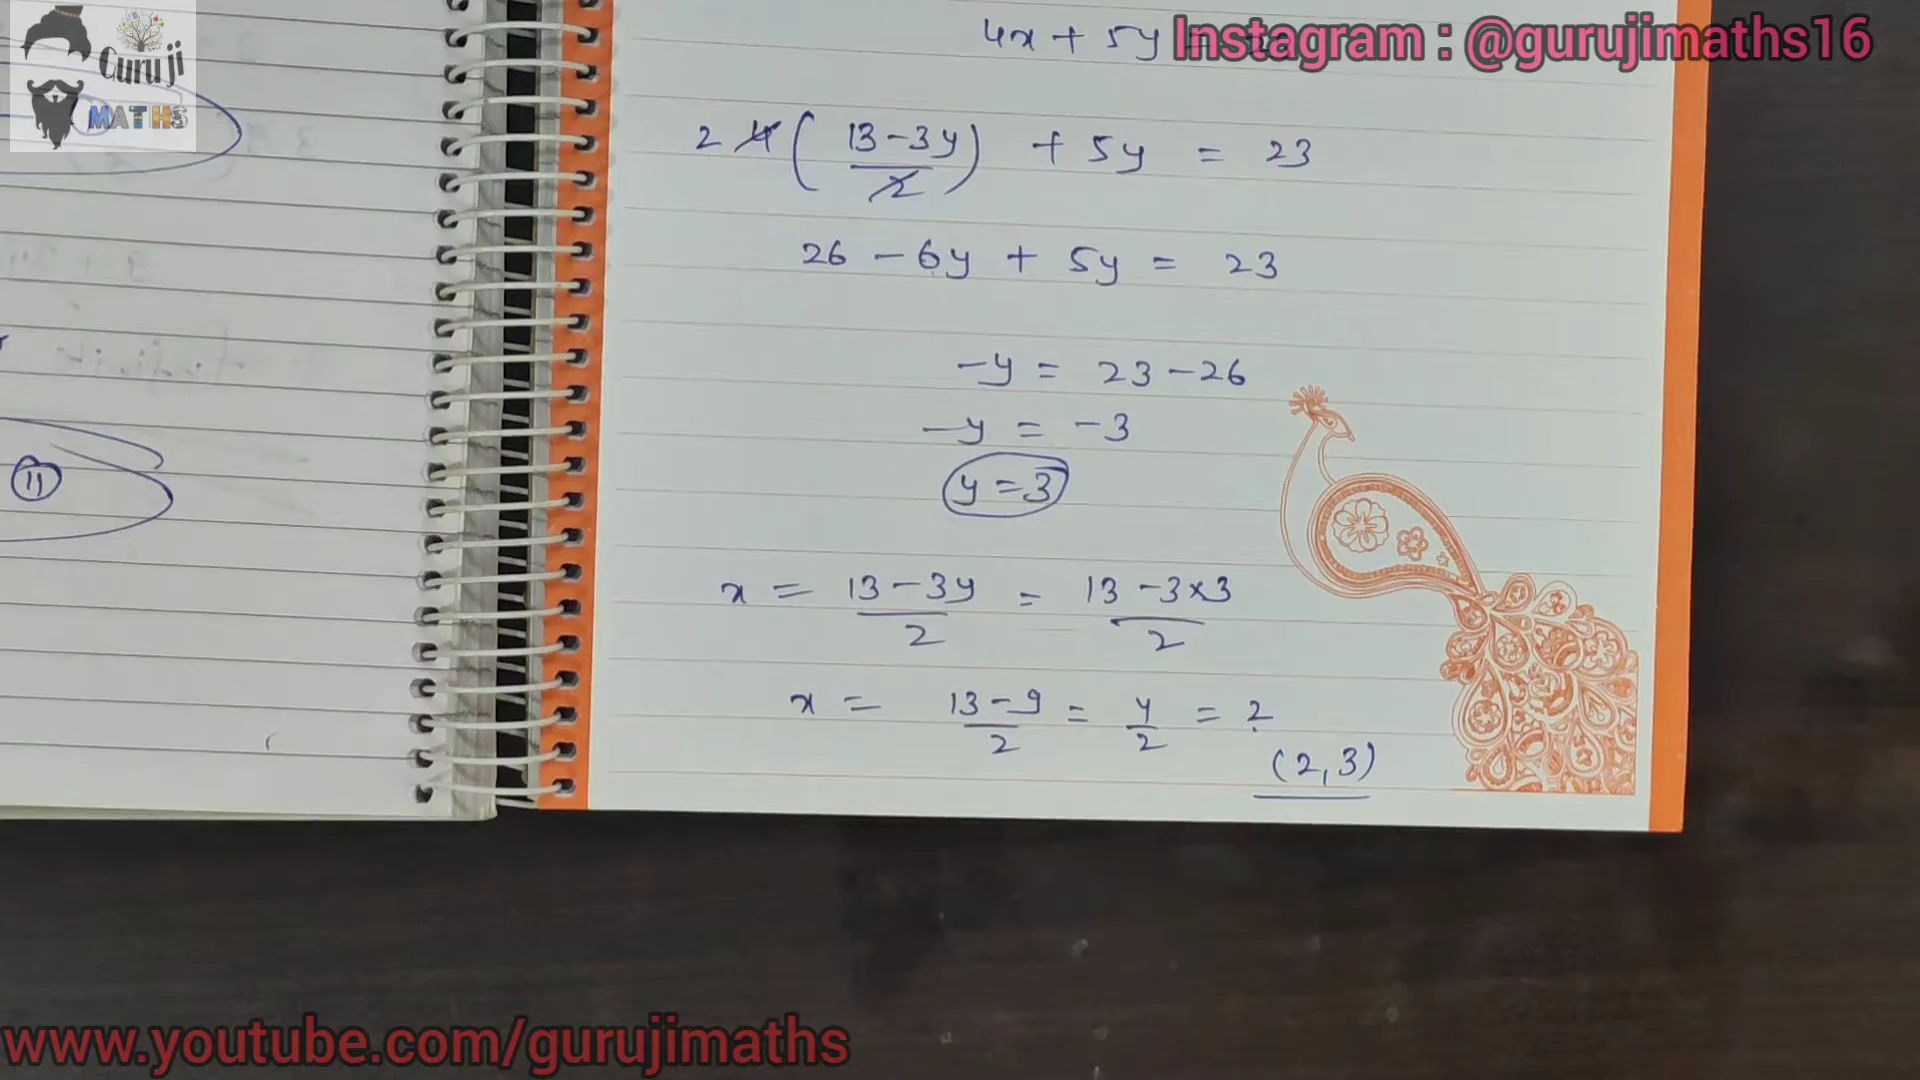 Guruji
MATHS
Instagram : @gurujimaths16
4x + 5y =
2 4 ( 13-3y / 2 ) + 5y = 23
26 - 6y + 5y = 23
-y = 23-26
-y = -3
y = 3
11
x = 13-3y / 2 = 13-3×3 / 2
x = 13-9 / 2 = 4 / 2 = 2
(2,3)
www.youtube.com/gurujimaths